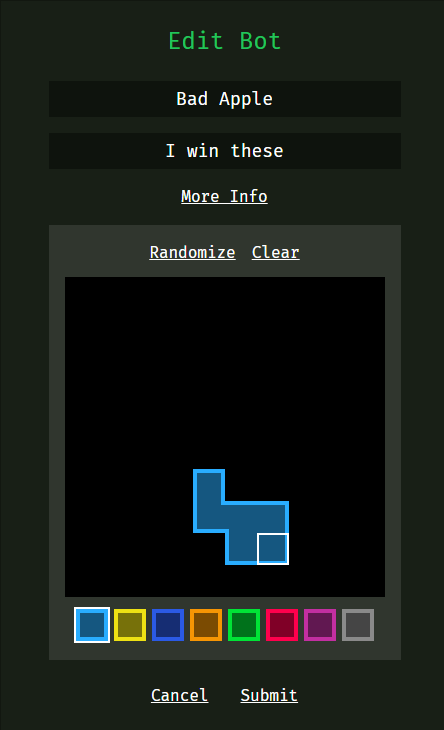 Edit Bot
Bad Apple
I win these
More Info
Randomize Clear
Cancel Submit